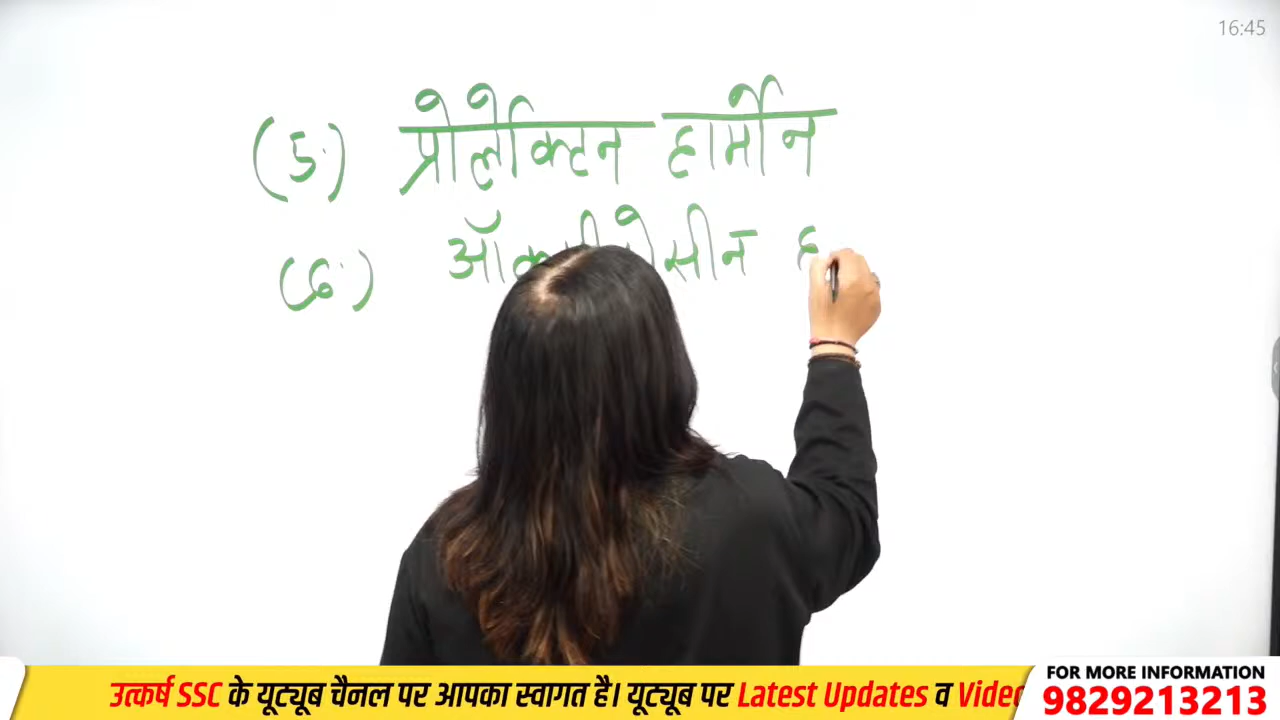 16:45
(5.) प्रोलेक्टिन हार्मोन
(6.)
उत्कर्ष SSC के यूट्यूब चैनल पर आपका स्वागत है। यूट्यूब पर Latest Updates व
FOR MORE INFORMATION
9829213213